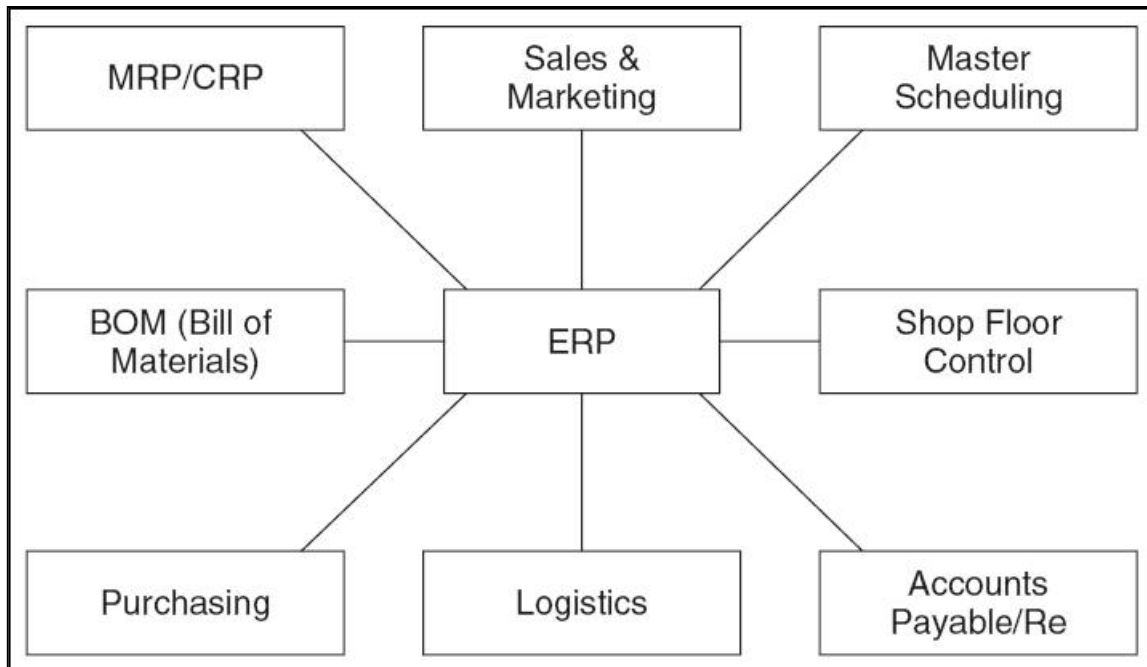 MRP/CRP
Sales &
Marketing
Master
Scheduling
BOM (Bill of
Materials)
ERP
Shop Floor
Control
Purchasing
Logistics
Accounts
Payable/Re